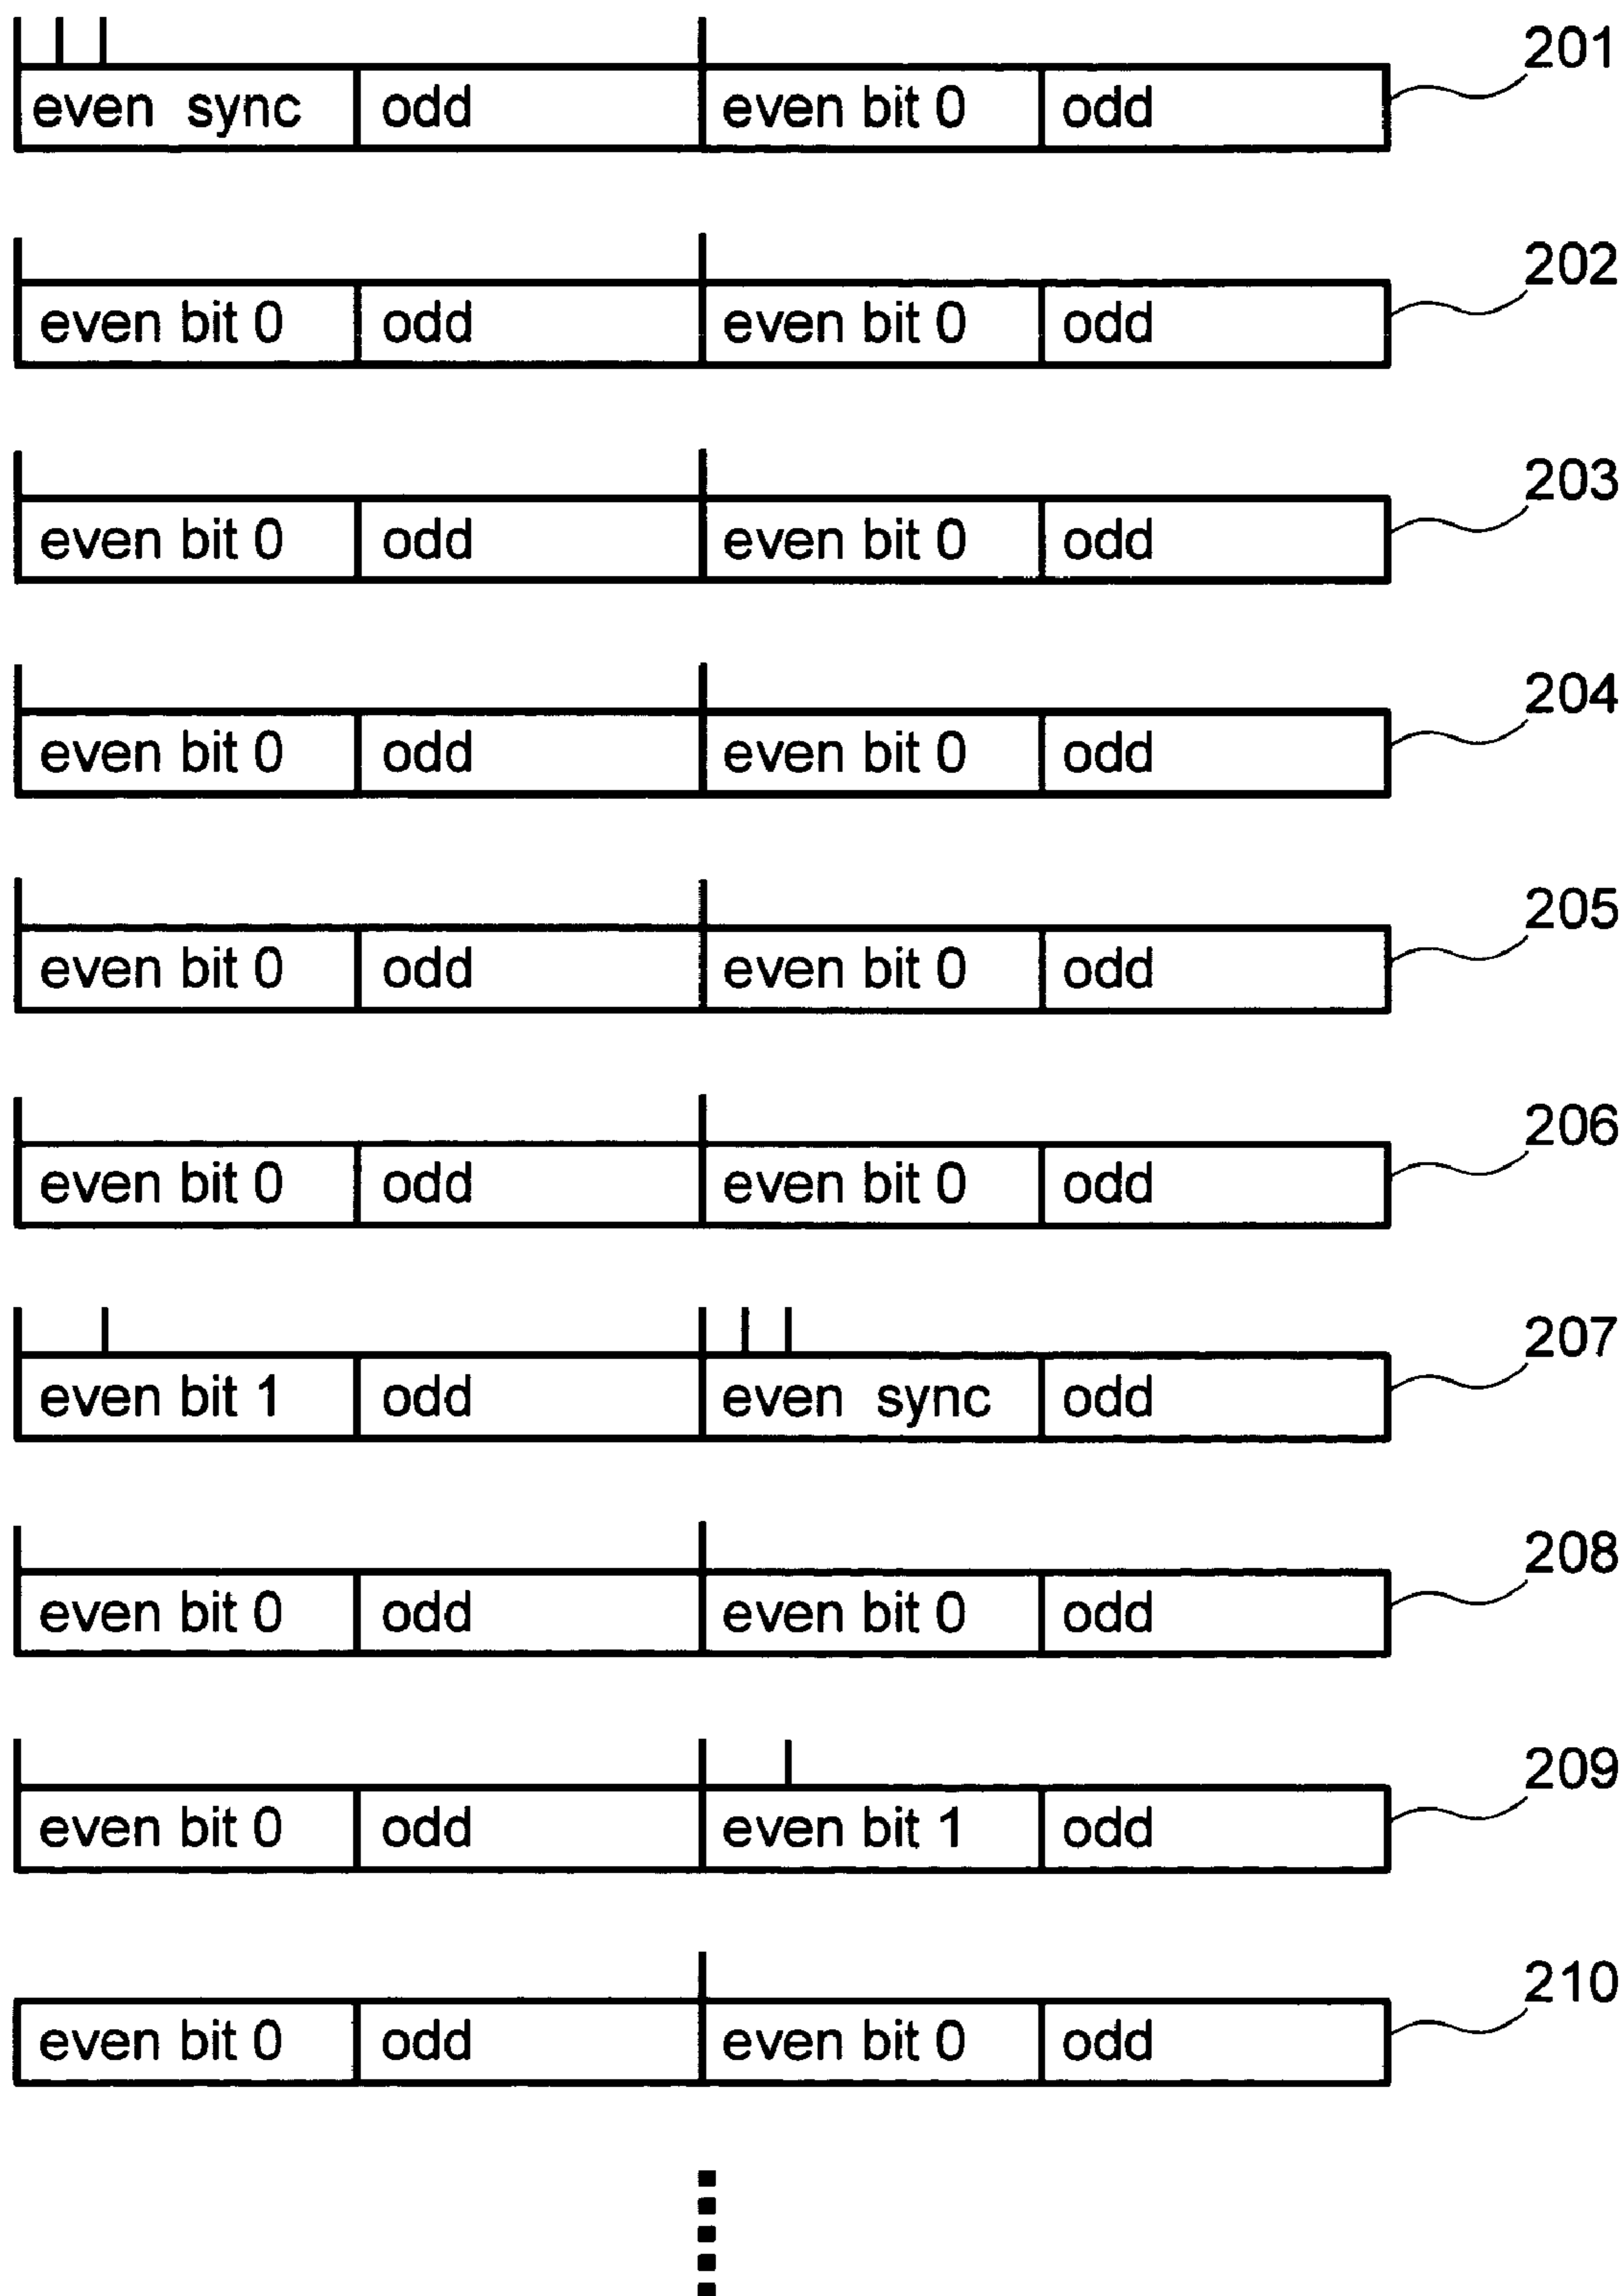 201
even sync odd even bit 0 odd
202
even bit 0 odd even bit 0 odd
203
even bit 0 odd even bit 0 odd
204
even bit 0 odd even bit 0 odd
205
even bit 0 odd even bit 0 odd
206
even bit 0 odd even bit 0 odd
207
even bit 1 odd even sync odd
208
even bit 0 odd even bit 0 odd
209
even bit 0 odd even bit 1 odd
210
even bit 0 odd even bit 0 odd